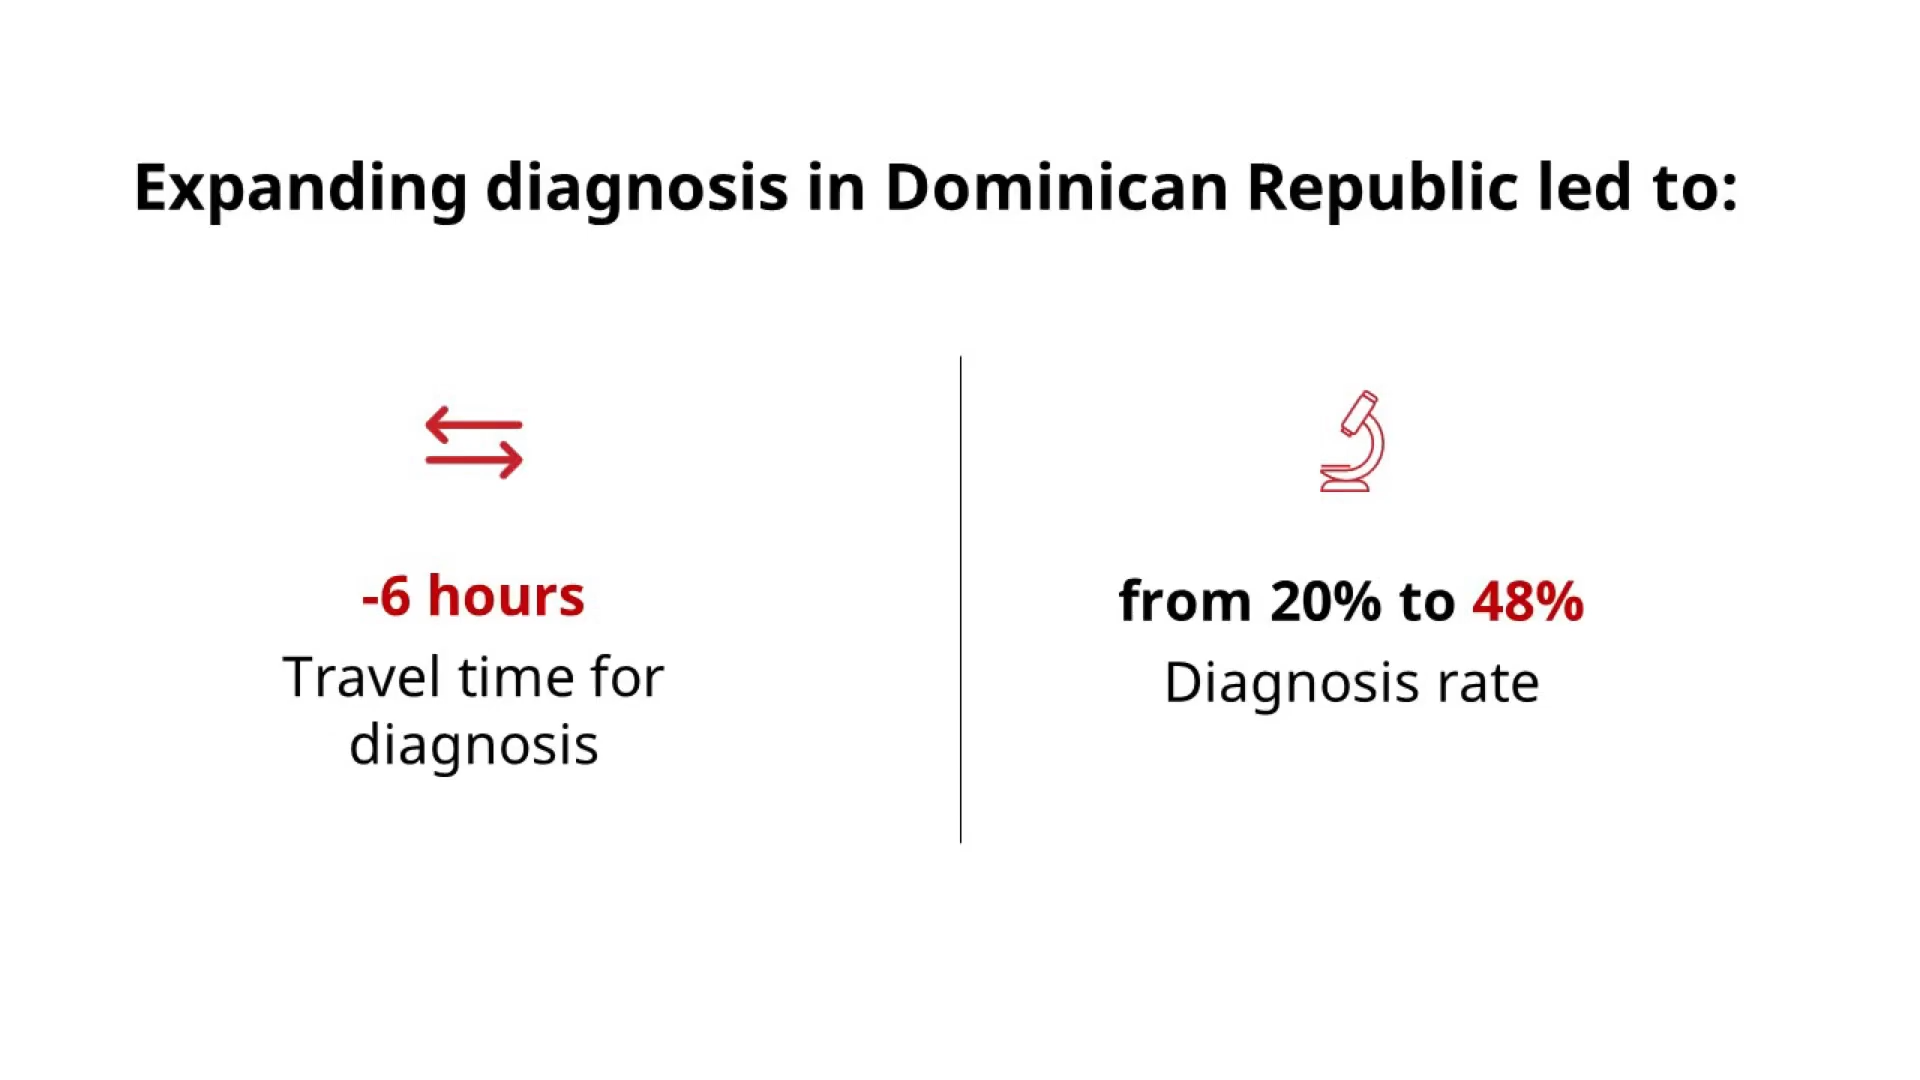 Expanding diagnosis in Dominican Republic led to:
-6 hours
Travel time for
diagnosis
from 20% to 48%
Diagnosis rate